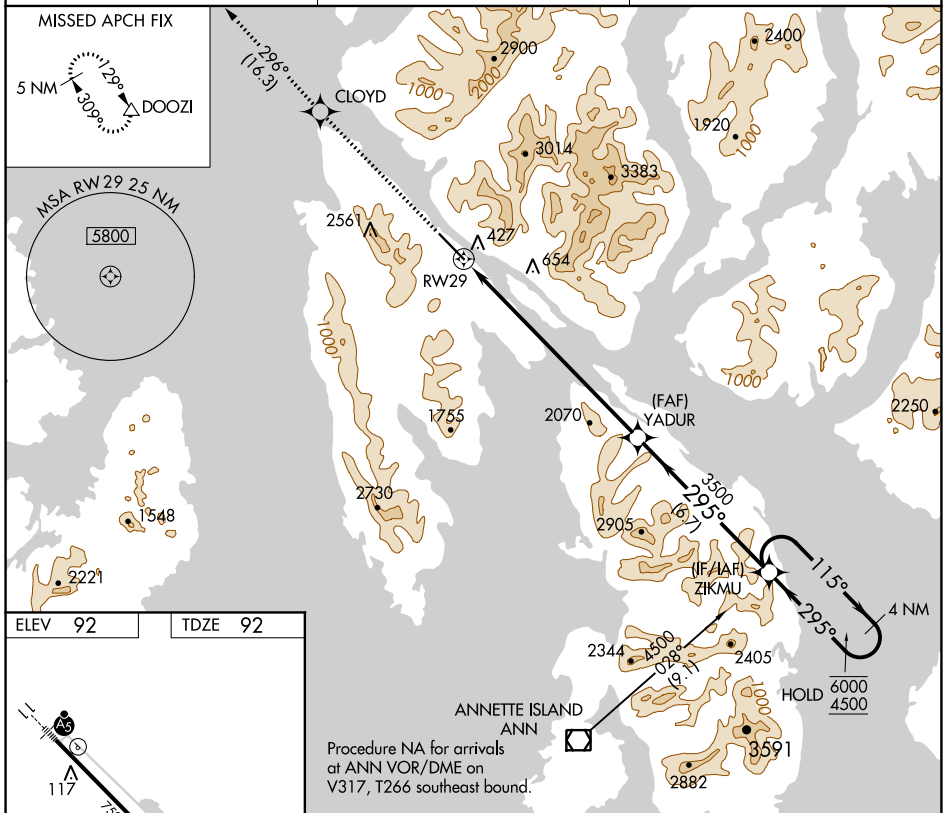 MISSED APCH FIX
5 NM
129°
309°
DOOZI
296°
(16.3)
CLOYD
2900
1000
2000
2400
1920
1000
3014
3383
MSA RW29 25 NM
5800
2561
427
654
RW29
1000
1000
2250
1755
2070
(FAF)
YADUR
2730
2905
3500
295°
(6.7)
1548
2221
(IF/IAF)
ZIKMU
115°
295°
4 NM
HOLD
6000
4500
2344
4500
028°
(9.1)
2405
1000
3591
2882
ANNETTE ISLAND
ANN
Procedure NA for arrivals
at ANN VOR/DME on
V317, T266 southeast bound.
ELEV 92
TDZE 92
A5
P
117